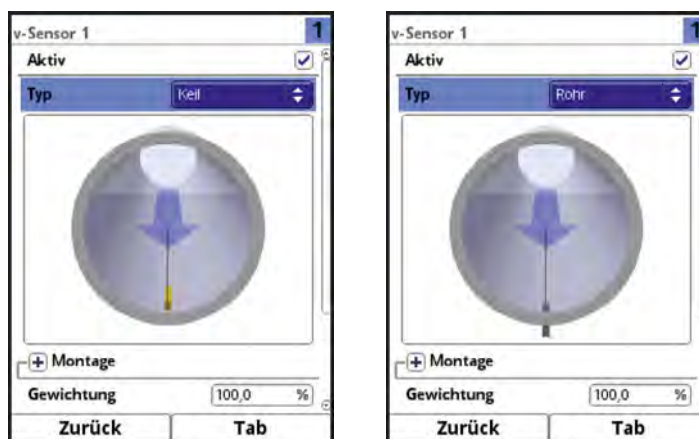 v-Sensor 1 1
Aktiv
Typ Keil
Montage
Gewichtung 100,0 %
Zurück Tab
v-Sensor 1 1
Aktiv
Typ Rohr
Montage
Gewichtung 100,0 %
Zurück Tab